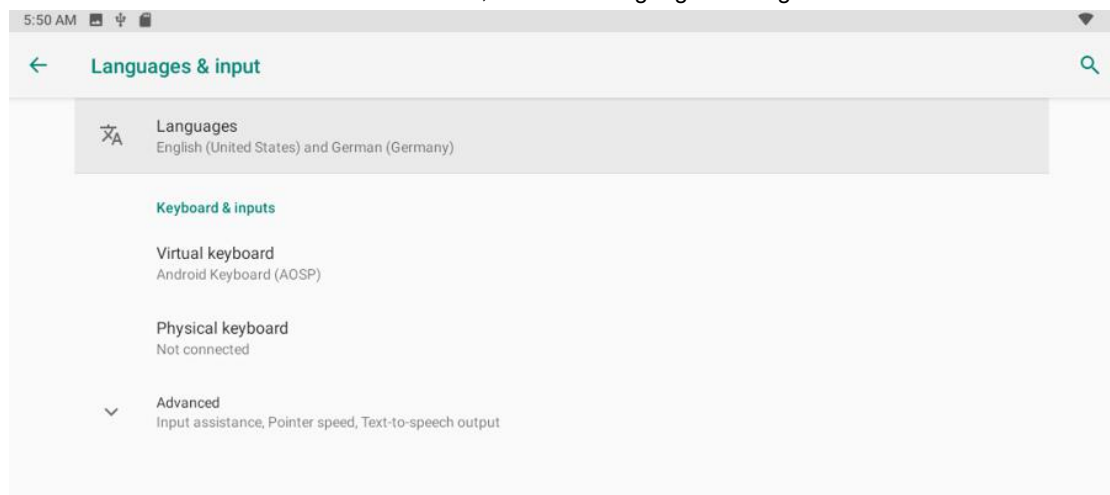 5:50 AM
Languages & input
Languages
English (United States) and German (Germany)
Keyboard & inputs
Virtual keyboard
Android Keyboard (AOSP)
Physical keyboard
Not connected
Advanced
Input assistance, Pointer speed, Text-to-speech output